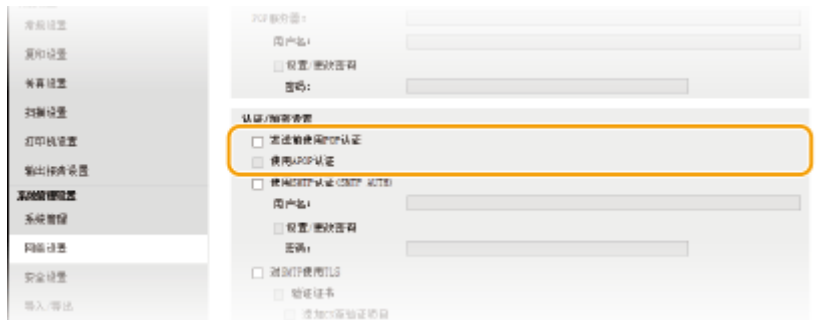 常规设置
复印设置
传真设置
扫描设置
打印机设置
输出报告设置
系统管理设置
系统管理
网络设置
安全设置
导入/导出
POP服务器:
用户名:
设置/更改密码
密码:
认证/加密设置
发送前使用POP认证
使用APOP认证
使用SMTP认证(SMTP AUTH)
用户名:
设置/更改密码
密码:
对SMTP使用TLS
验证证书
添加CN至验证项目